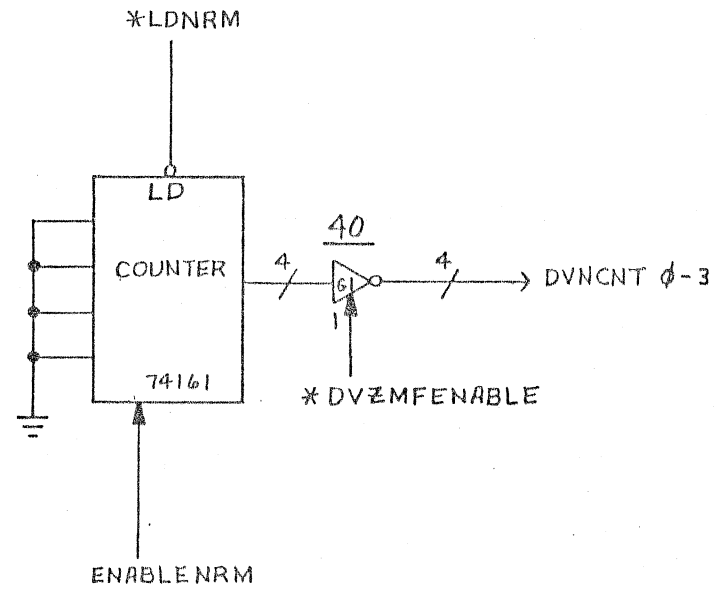 *LDNRM
LD
40
COUNTER
4
G1
4
DVNCNT ϕ-3
1
74161
*DVZMFENABLE
ENABLENRM